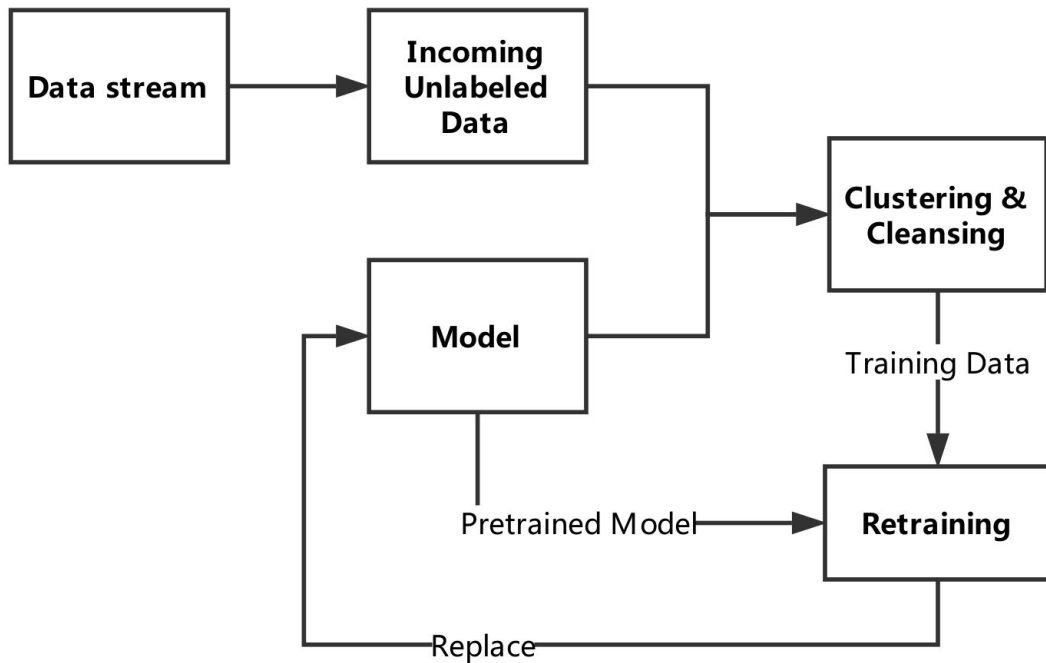 Data stream
Incoming
Unlabeled
Data
Clustering &
Cleansing
Model
Training Data
Pretrained Model
Retraining
Replace